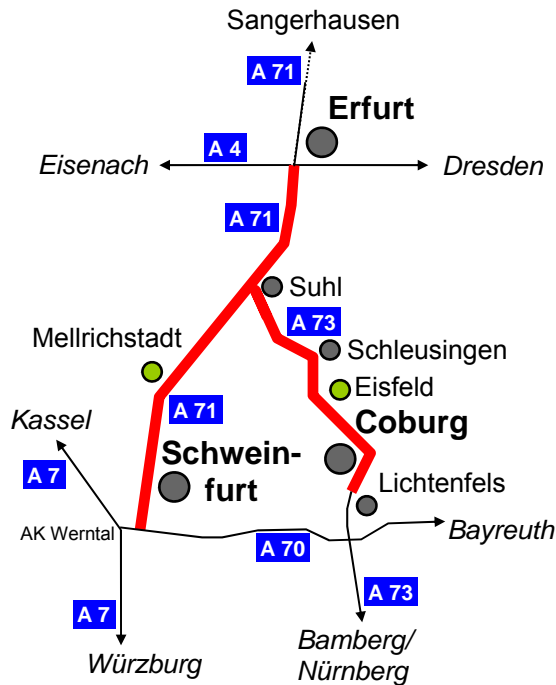 Sangerhausen
A 71
Erfurt
A 4
Eisenach
Dresden
A 71
Suhl
A 73
Mellrichstadt
Schleusingen
Eisfeld
A 71
Kassel
Coburg
Schwein-
furt
A 7
Lichtenfels
AK Werntal
Bayreuth
A 70
A 7
A 73
Würzburg
Bamberg/
Nürnberg